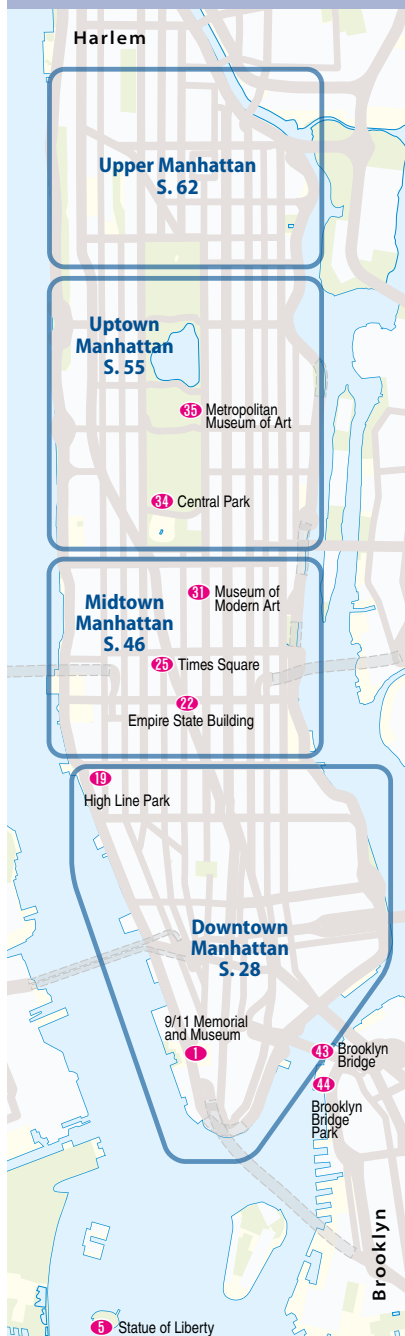 Harlem
Upper Manhattan
S. 62
Uptown
Manhattan
S. 55
35 Metropolitan
Museum of Art
34 Central Park
31 Museum of
Modern Art
Midtown
Manhattan
S. 46
25 Times Square
22
Empire State Building
19
High Line Park
Downtown
Manhattan
S. 28
9/11 Memorial
and Museum
1
43 Brooklyn
Bridge
44
Brooklyn
Bridge
Park
Brooklyn
5 Statue of Liberty